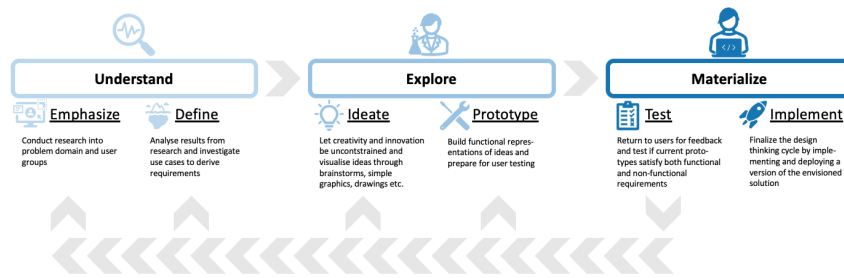 Understand
Explore
Materialize
Emphasize
Define
Ideate
Prototype
Test
Implement
Conduct research into
problem domain and user
groups
Analyse results from
research and investigate
use cases to derive
requirements
Let creativity and innovation
be uncontstrained and
visualise ideas through
brainstorms, simple
graphics, drawings etc.
Build functional repres-
entations of ideas and
prepare for user testing
Return to users for feedback
and test if current proto-
types satisfy both functional
and non-functional
requirements
Finalize the design
thinking cycle by imple-
menting and deploying a
version of the envisioned
solution